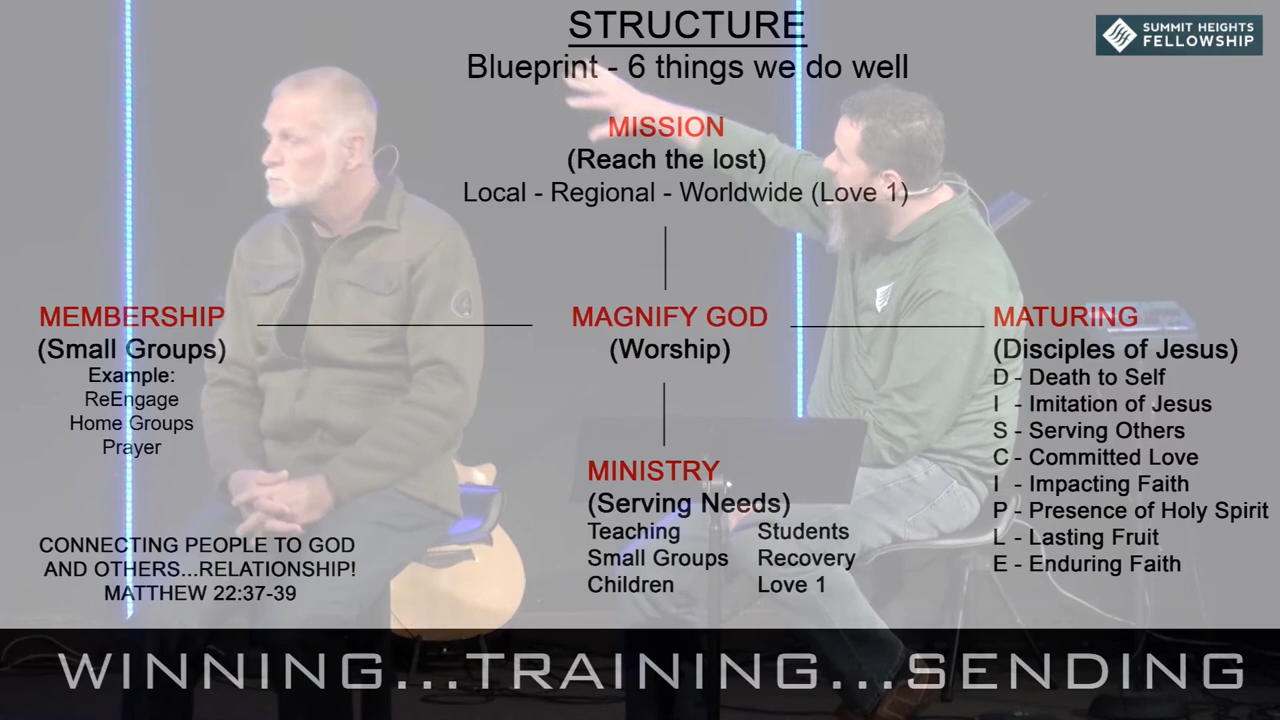 STRUCTURE
Blueprint - 6 things we do well
SUMMIT HEIGHTS
FELLOWSHIP
MISSION
(Reach the lost)
Local - Regional - Worldwide (Love 1)
MEMBERSHIP
(Small Groups)
Example:
ReEngage
Home Groups
Prayer
MAGNIFY GOD
(Worship)
MATURING
(Disciples of Jesus)
D - Death to Self
I - Imitation of Jesus
S - Serving Others
C - Committed Love
I - Impacting Faith
P - Presence of Holy Spirit
L - Lasting Fruit
E - Enduring Faith
MINISTRY
(Serving Needs)
Teaching Students
Small Groups Recovery
Children Love 1
CONNECTING PEOPLE TO GOD
AND OTHERS...RELATIONSHIP!
MATTHEW 22:37-39
WINNING...TRAINING...SENDING